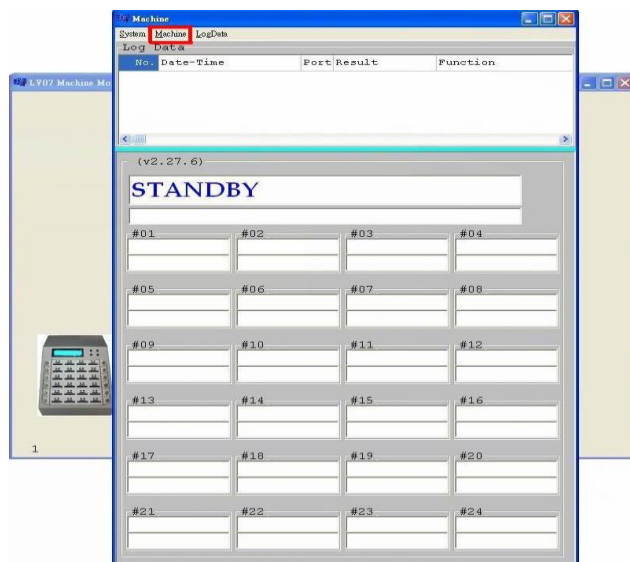 Machine
System Machine LogData
Log Data
No. Date-Time Port Result Function
LV07 Machine Mo
(v2.27.6)
STANDBY
#01 #02 #03 #04
#05 #06 #07 #08
#09 #10 #11 #12
#13 #14 #15 #16
1
#17 #18 #19 #20
#21 #22 #23 #24